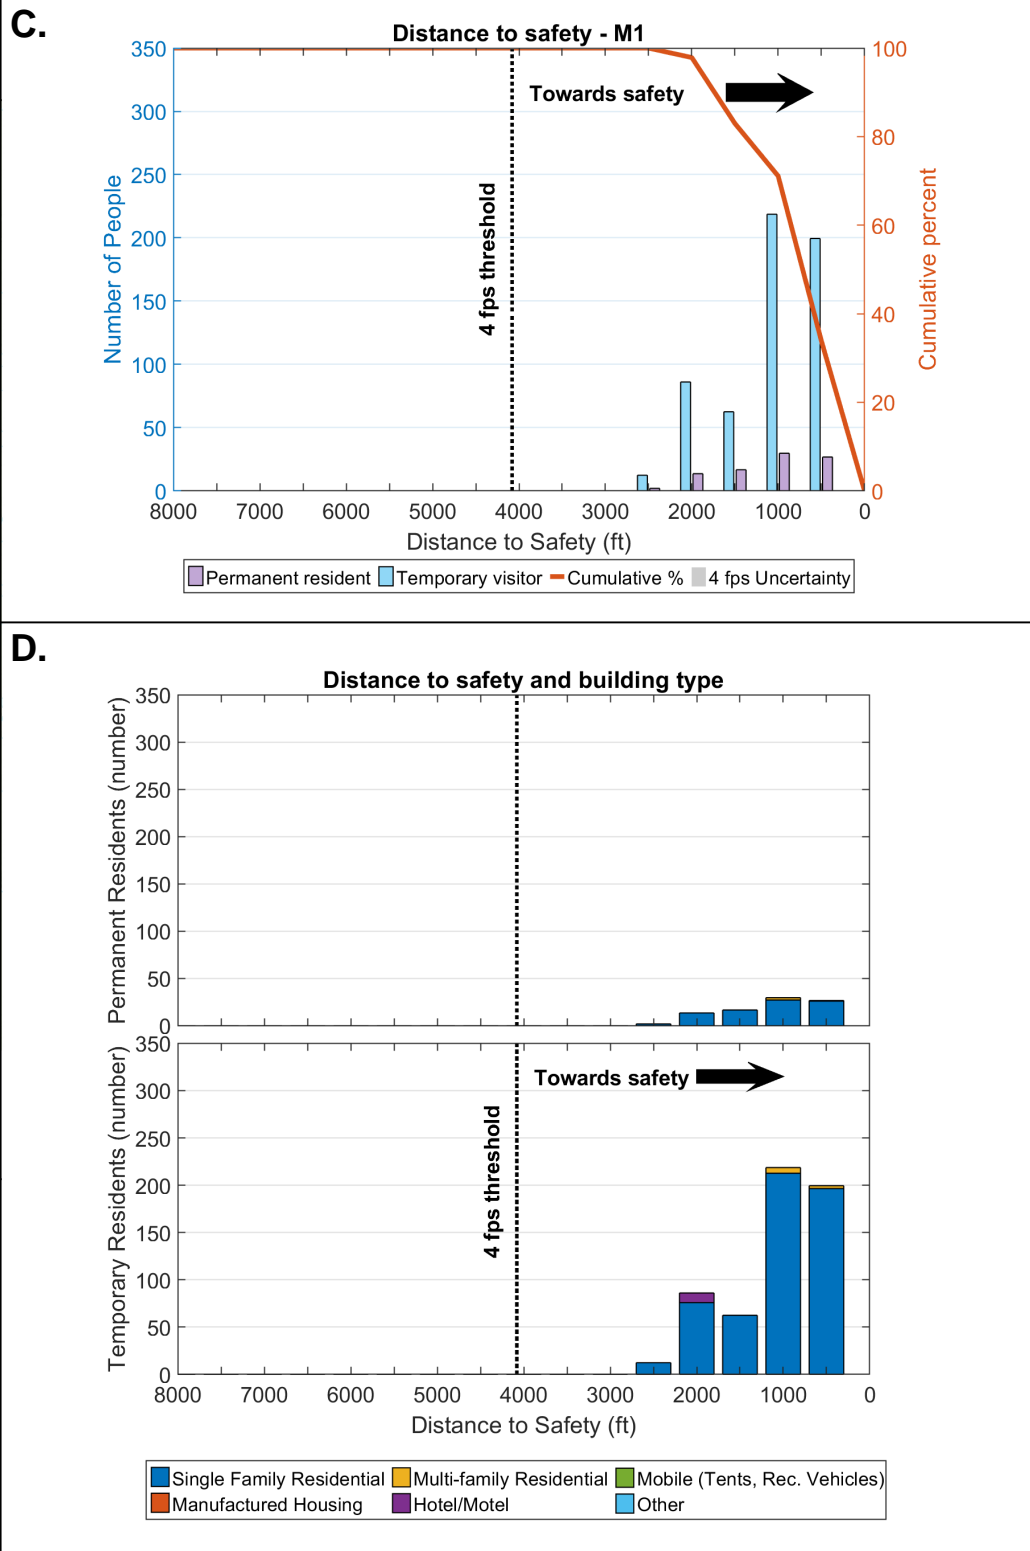 C.
Distance to safety - M1
350
300
250
200
150
100
50
0
Number of People
100
80
60
40
20
0
Cumulative percent
Towards safety
4 fps threshold
8000 7000 6000 5000 4000 3000 2000 1000 0
Distance to Safety (ft)
Permanent resident Temporary visitor Cumulative % 4 fps Uncertainty
D.
Distance to safety and building type
350
300
250
200
150
100
50
0
Permanent Residents (number)
350
300
250
200
150
100
50
0
Temporary Residents (number)
Towards safety
4 fps threshold
8000 7000 6000 5000 4000 3000 2000 1000 0
Distance to Safety (ft)
Single Family Residential Multi-family Residential Mobile (Tents, Rec. Vehicles)
Manufactured Housing Hotel/Motel Other